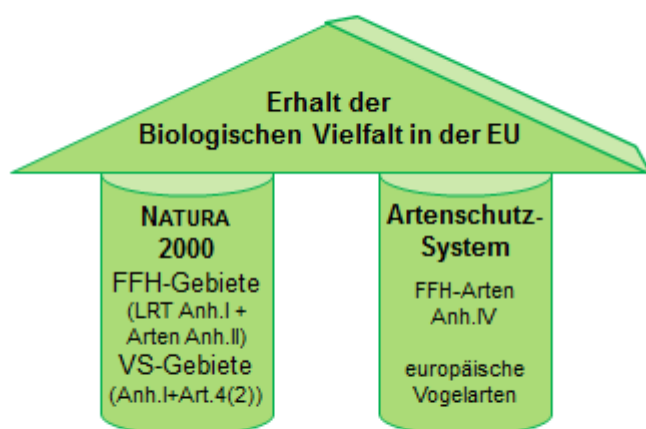 Erhalt der
Biologischen Vielfalt in der EU
NATURA
2000
FFH-Gebiete
(LRT Anh.I +
Arten Anh.II)
VS-Gebiete
(Anh.I+Art.4(2))
Artenschutz-
System
FFH-Arten
Anh.IV
europäische
Vogelarten